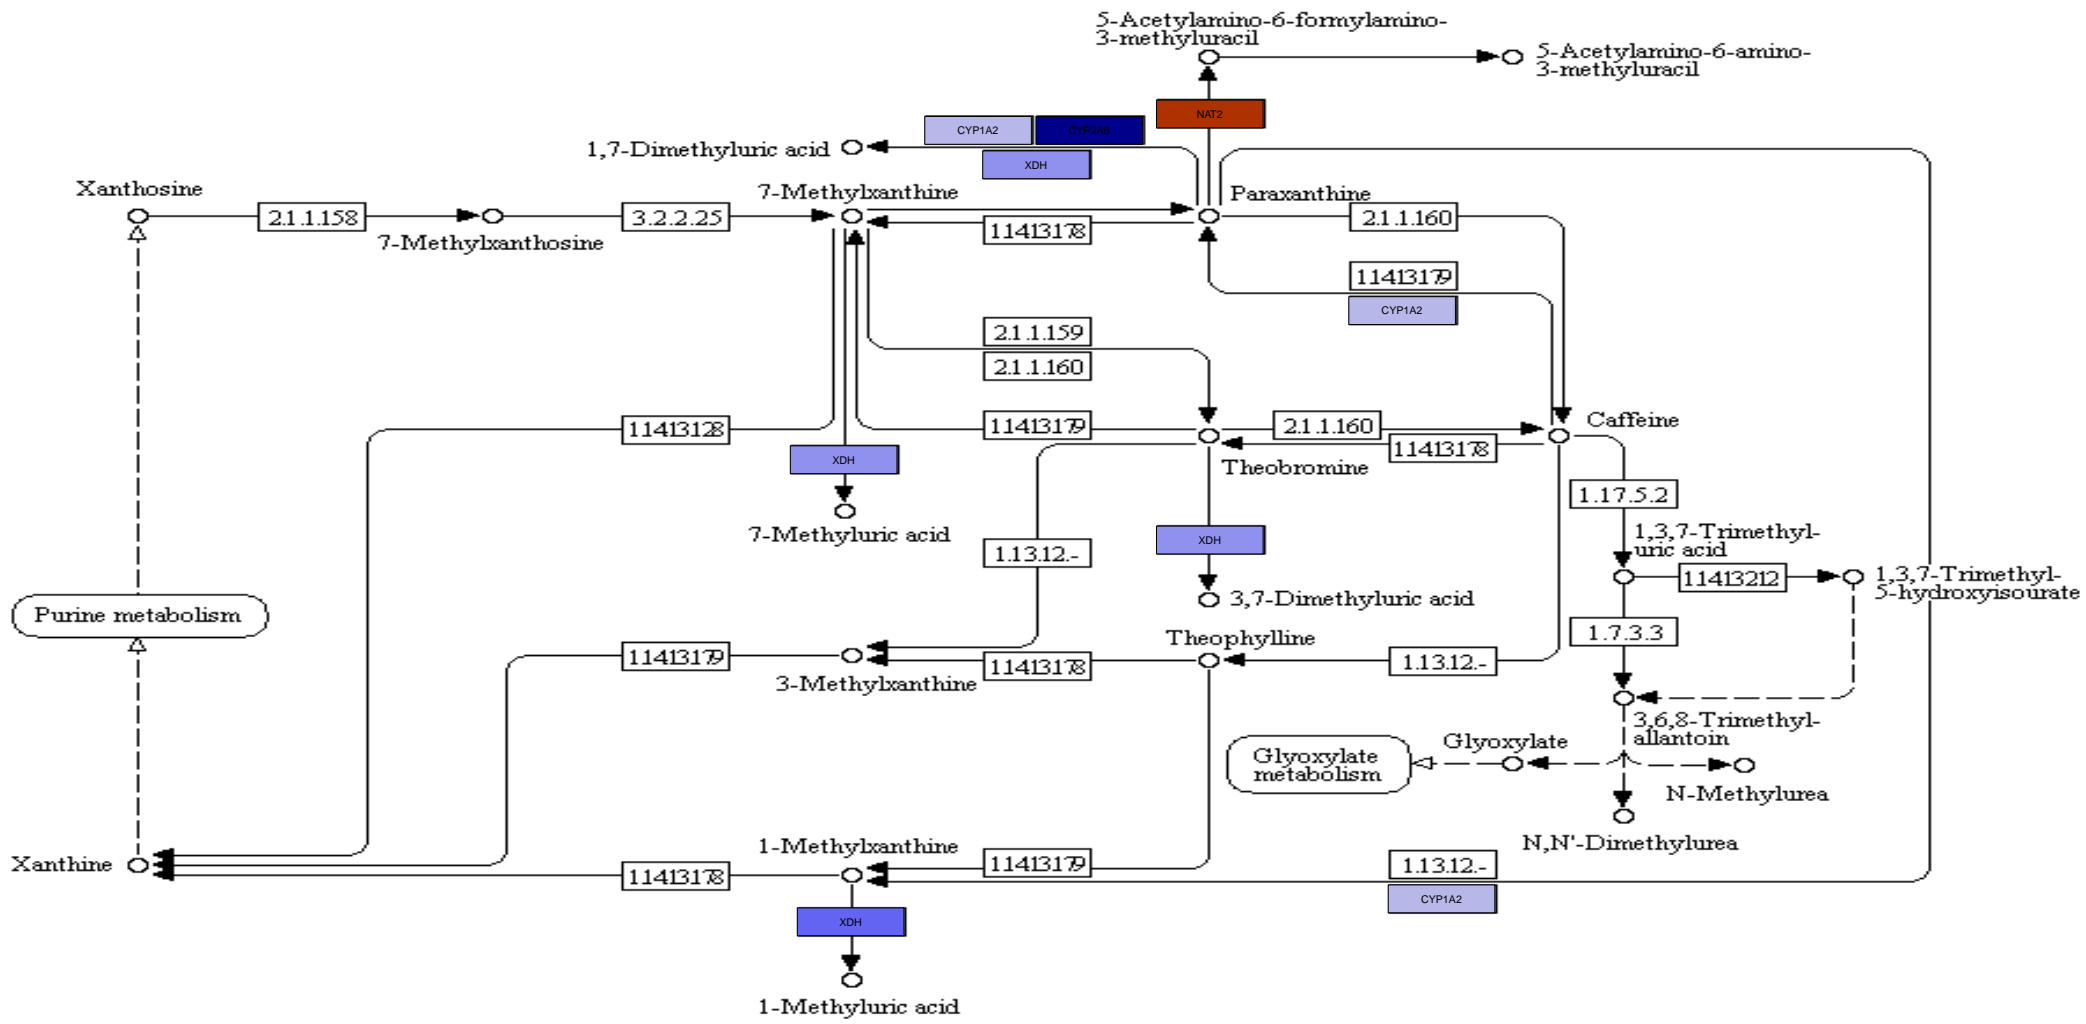 5-Acetylamino-6-formylamino-
3-methyluracil
5-Acetylamino-6-amino-
3-methyluracil
NAT2
CYP1A2
CYP2A6
1,7-Dimethyluric acid
XDH
Xanthosine
7-Methylxanthine
Paraxanthine
2.1.1.158
3.2.2.25
2.1.1.160
7-Methylxanthosine
1.14.13.178
1.14.13.179
CYP1A2
2.1.1.159
2.1.1.160
1.14.13.128
1.14.13.179
2.1.1.160
Caffeine
1.14.13.178
XDH
Theobromine
1.17.5.2
7-Methyluric acid
XDH
1.13.12.-
1,3,7-Trimethyl-
uric acid
1.14.13.212
1,3,7-Trimethyl-
5-hydroxyisourate
3,7-Dimethyluric acid
Purine metabolism
1.7.3.3
Theophylline
1.14.13.179
1.14.13.178
1.13.12.-
3-Methylxanthine
3,6,8-Trimethyl-
allantoin
Glyoxylate
Glyoxylate
metabolism
N-Methylurea
N,N'-Dimethylurea
1-Methylxanthine
Xanthine
1.14.13.179
1.13.12.-
1.14.13.178
CYP1A2
XDH
1-Methyluric acid